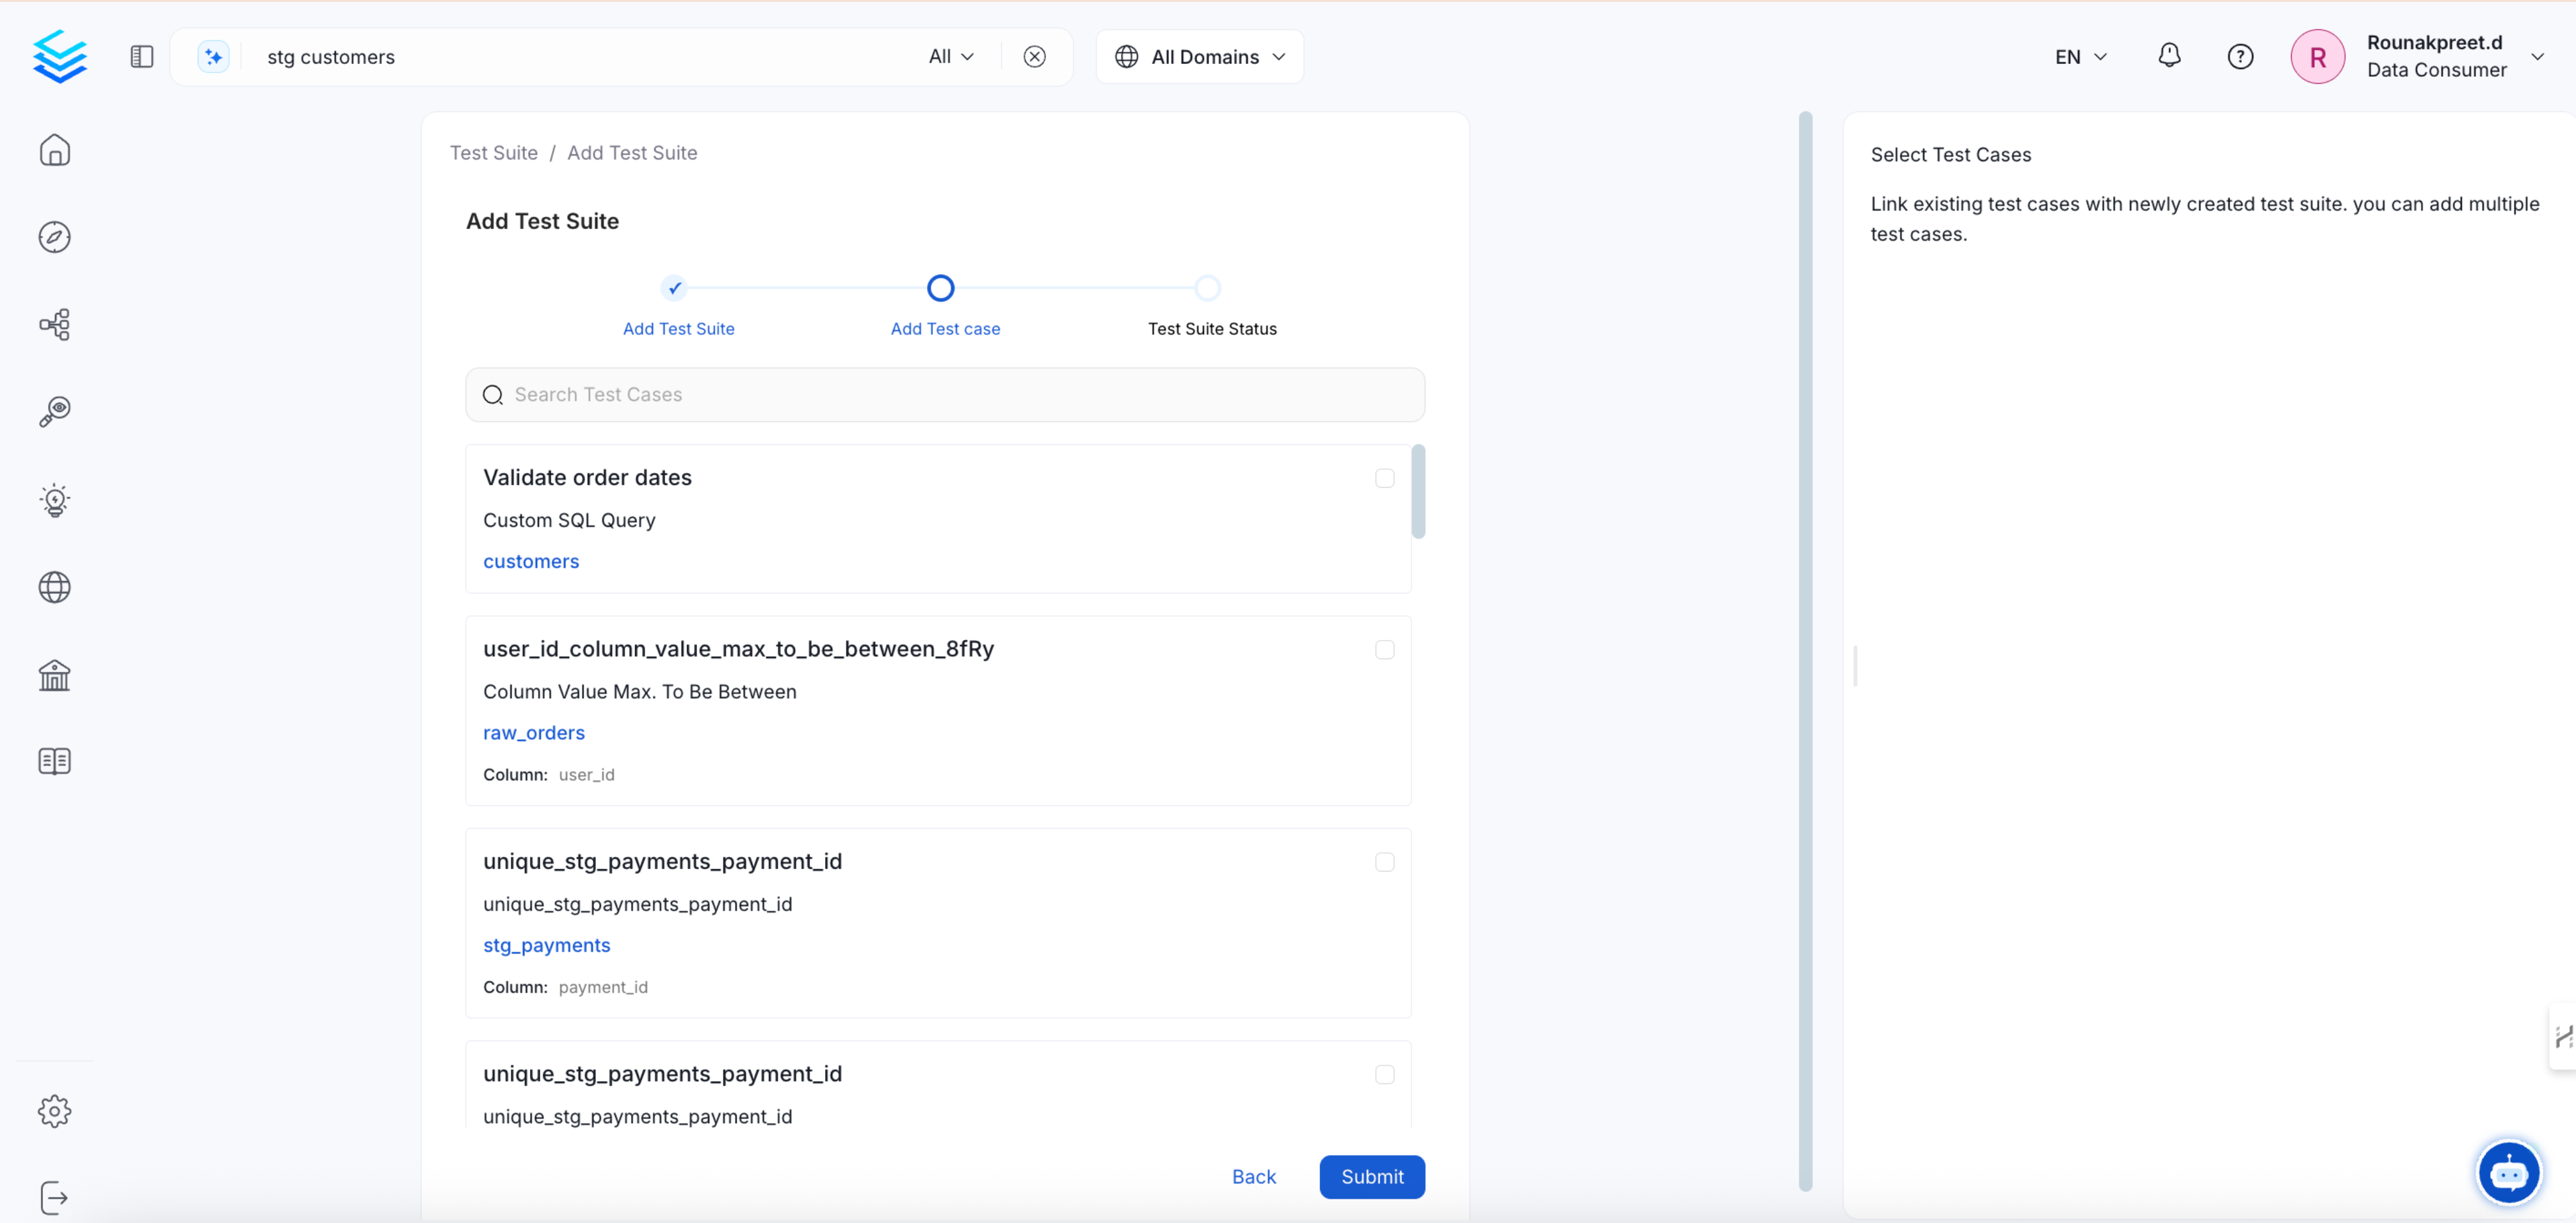 stg customers
All
All Domains
EN
R
Rounakpreet.d
Data Consumer
Test Suite / Add Test Suite
Add Test Suite
Add Test Suite
Add Test case
Test Suite Status
Search Test Cases
Validate order dates
Custom SQL Query
customers
user_id_column_value_max_to_be_between_8fRy
Column Value Max. To Be Between
raw_orders
Column: user_id
unique_stg_payments_payment_id
unique_stg_payments_payment_id
stg_payments
Column: payment_id
unique_stg_payments_payment_id
unique_stg_payments_payment_id
Back
Submit
Select Test Cases
Link existing test cases with newly created test suite. you can add multiple
test cases.